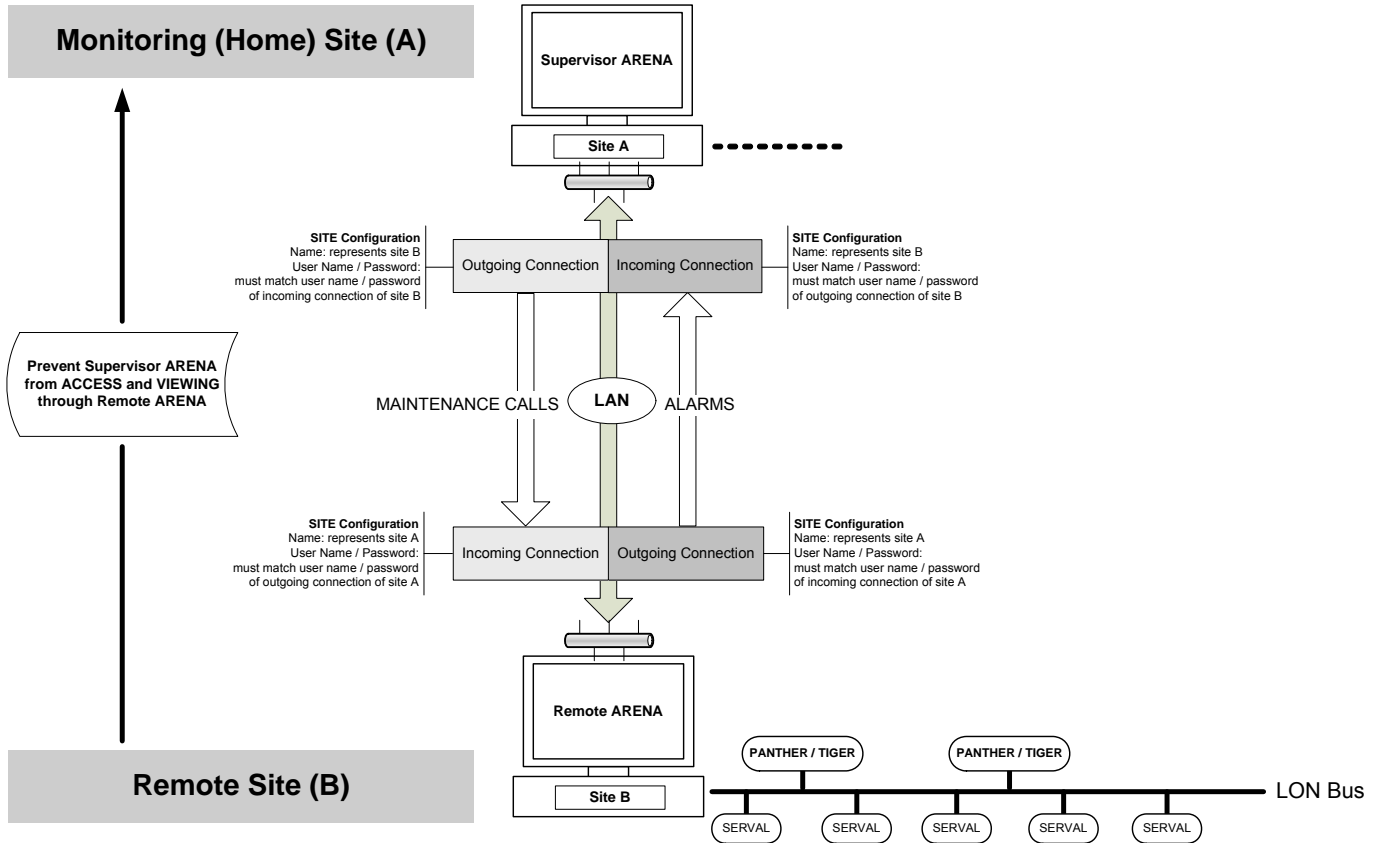 Monitoring (Home) Site (A)
Supervisor ARENA
Site A
SITE Configuration
Name: represents site B
User Name / Password:
must match user name / password
of incoming connection of site B
Outgoing Connection
Incoming Connection
SITE Configuration
Name: represents site B
User Name / Password:
must match user name / password
of outgoing connection of site B
Prevent Supervisor ARENA
from ACCESS and VIEWING
through Remote ARENA
MAINTENANCE CALLS
LAN
ALARMS
SITE Configuration
Name: represents site A
User Name / Password:
must match user name / password
of outgoing connection of site A
Incoming Connection
Outgoing Connection
SITE Configuration
Name: represents site A
User Name / Password:
must match user name / password
of incoming connection of site A
Remote ARENA
Remote Site (B)
Site B
PANTHER / TIGER
PANTHER / TIGER
LON Bus
SERVAL
SERVAL
SERVAL
SERVAL
SERVAL